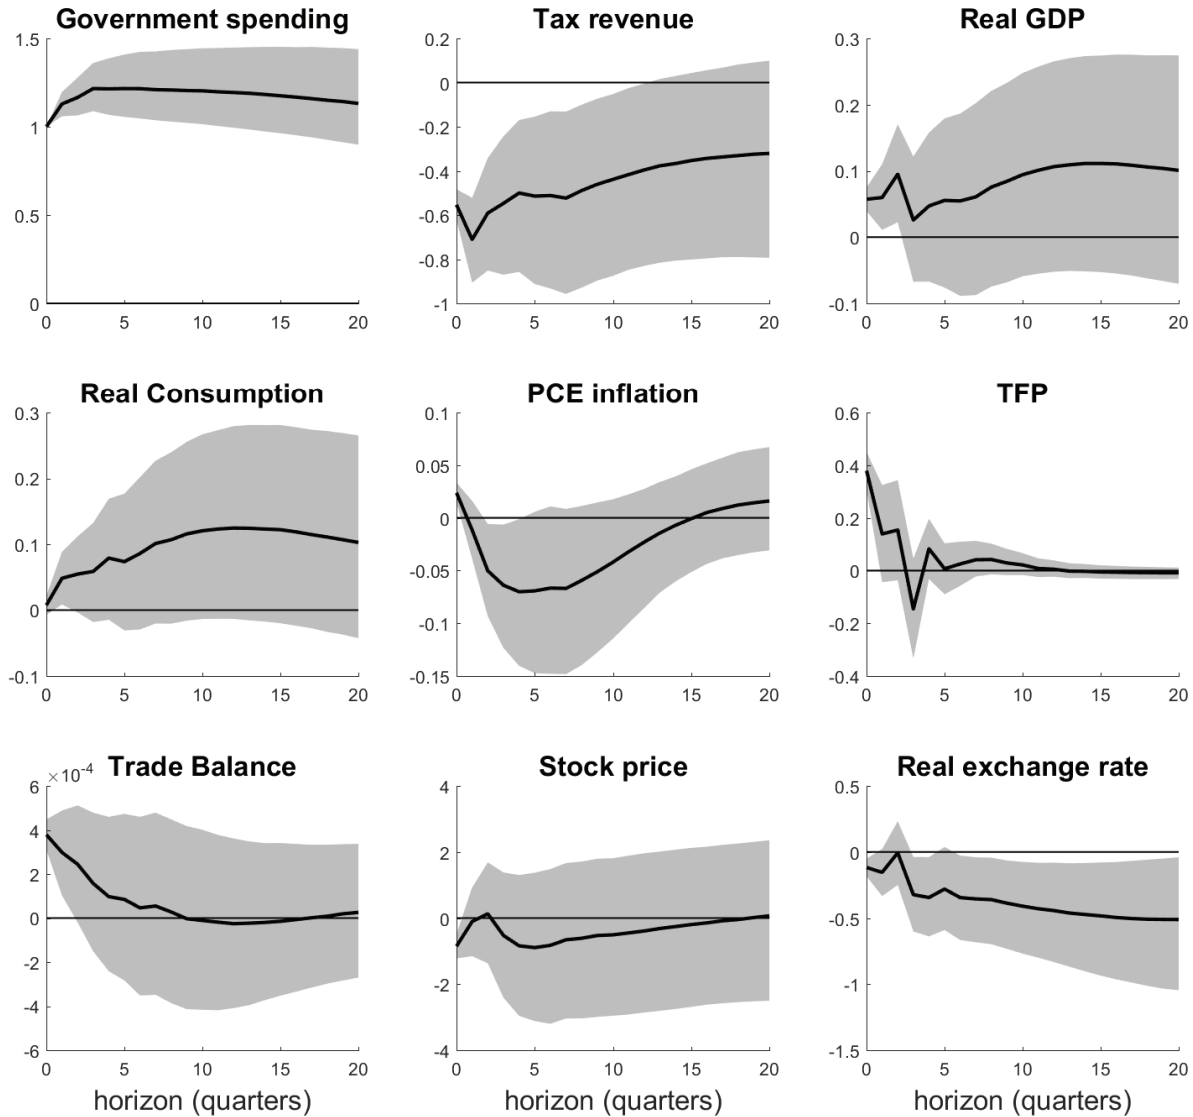 Government spending
1.5
1
0.5
0
0 5 10 15 20
Tax revenue
0.2
0
-0.2
-0.4
-0.6
-0.8
-1
0 5 10 15 20
Real GDP
0.3
0.2
0.1
0
-0.1
0 5 10 15 20
Real Consumption
0.3
0.2
0.1
0
-0.1
0 5 10 15 20
PCE inflation
0.1
0.05
0
-0.05
-0.1
-0.15
0 5 10 15 20
TFP
0.6
0.4
0.2
0
-0.2
-0.4
0 5 10 15 20
Trade Balance
×10⁻⁴
6
4
2
0
-2
-4
-6
0 5 10 15 20
horizon (quarters)
Stock price
4
2
0
-2
-4
0 5 10 15 20
horizon (quarters)
Real exchange rate
0.5
0
-0.5
-1
-1.5
0 5 10 15 20
horizon (quarters)